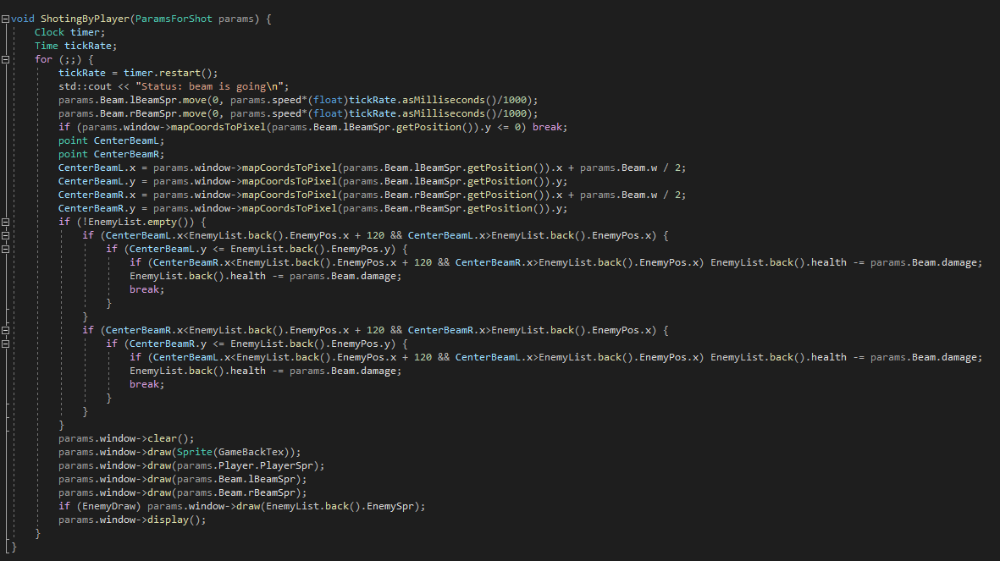 void ShotingByPlayer(ParamsForShot params) {
    Clock timer;
    Time tickRate;
    for (;;) {
        tickRate = timer.restart();
        std::cout << "Status: beam is going\n";
        params.Beam.lBeamSpr.move(0, params.speed*(float)tickRate.asMilliseconds()/1000);
        params.Beam.rBeamSpr.move(0, params.speed*(float)tickRate.asMilliseconds()/1000);
        if (params.window->mapCoordsToPixel(params.Beam.lBeamSpr.getPosition()).y <= 0) break;
        point CenterBeamL;
        point CenterBeamR;
        CenterBeamL.x = params.window->mapCoordsToPixel(params.Beam.lBeamSpr.getPosition()).x + params.Beam.w / 2;
        CenterBeamL.y = params.window->mapCoordsToPixel(params.Beam.lBeamSpr.getPosition()).y;
        CenterBeamR.x = params.window->mapCoordsToPixel(params.Beam.rBeamSpr.getPosition()).x + params.Beam.w / 2;
        CenterBeamR.y = params.window->mapCoordsToPixel(params.Beam.rBeamSpr.getPosition()).y;
        if (!EnemyList.empty()) {
            if (CenterBeamL.x<EnemyList.back().EnemyPos.x + 120 && CenterBeamL.x>EnemyList.back().EnemyPos.x) {
                if (CenterBeamL.y <= EnemyList.back().EnemyPos.y) {
                    if (CenterBeamR.x<EnemyList.back().EnemyPos.x + 120 && CenterBeamR.x>EnemyList.back().EnemyPos.x) EnemyList.back().health -= params.Beam.damage;
                    EnemyList.back().health -= params.Beam.damage;
                    break;
                }
            }
            if (CenterBeamR.x<EnemyList.back().EnemyPos.x + 120 && CenterBeamR.x>EnemyList.back().EnemyPos.x) {
                if (CenterBeamR.y <= EnemyList.back().EnemyPos.y) {
                    if (CenterBeamL.x<EnemyList.back().EnemyPos.x + 120 && CenterBeamL.x>EnemyList.back().EnemyPos.x) EnemyList.back().health -= params.Beam.damage;
                    EnemyList.back().health -= params.Beam.damage;
                    break;
                }
            }
        }
        params.window->clear();
        params.window->draw(Sprite(GameBackTex));
        params.window->draw(params.Player.PlayerSpr);
        params.window->draw(params.Beam.lBeamSpr);
        params.window->draw(params.Beam.rBeamSpr);
        if (EnemyDraw) params.window->draw(EnemyList.back().EnemySpr);
        params.window->display();
    }
}